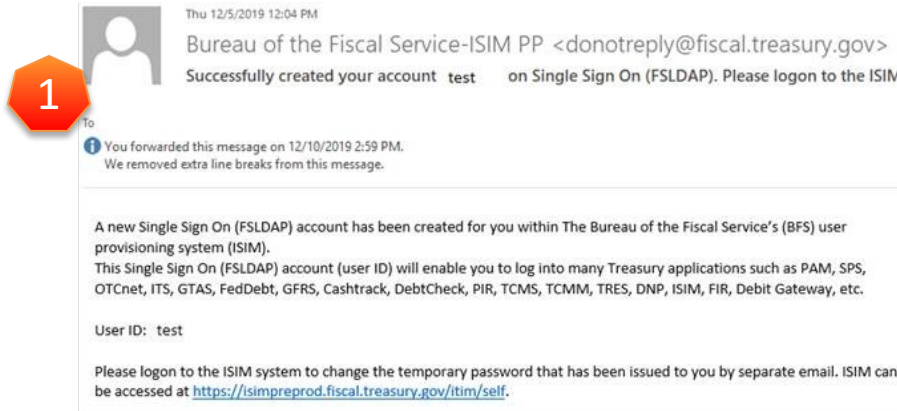 Thu 12/5/2019 12:04 PM
Bureau of the Fiscal Service-ISIM PP <donotreply@fiscal.treasury.gov>
Successfully created your account test on Single Sign On (FSLDAP). Please logon to the ISIM
1
To
You forwarded this message on 12/10/2019 2:59 PM.
We removed extra line breaks from this message.
A new Single Sign On (FSLDAP) account has been created for you within The Bureau of the Fiscal Service's (BFS) user
provisioning system (ISIM).
This Single Sign On (FSLDAP) account (user ID) will enable you to log into many Treasury applications such as PAM, SPS,
OTCnet, ITS, GTAS, FedDebt, GFRS, Cashtrack, DebtCheck, PIR, TCMS, TCMM, TRES, DNP, ISIM, FIR, Debit Gateway, etc.
User ID: test
Please logon to the ISIM system to change the temporary password that has been issued to you by separate email. ISIM can
be accessed at https://isimpreprod.fiscal.treasury.gov/itim/self.